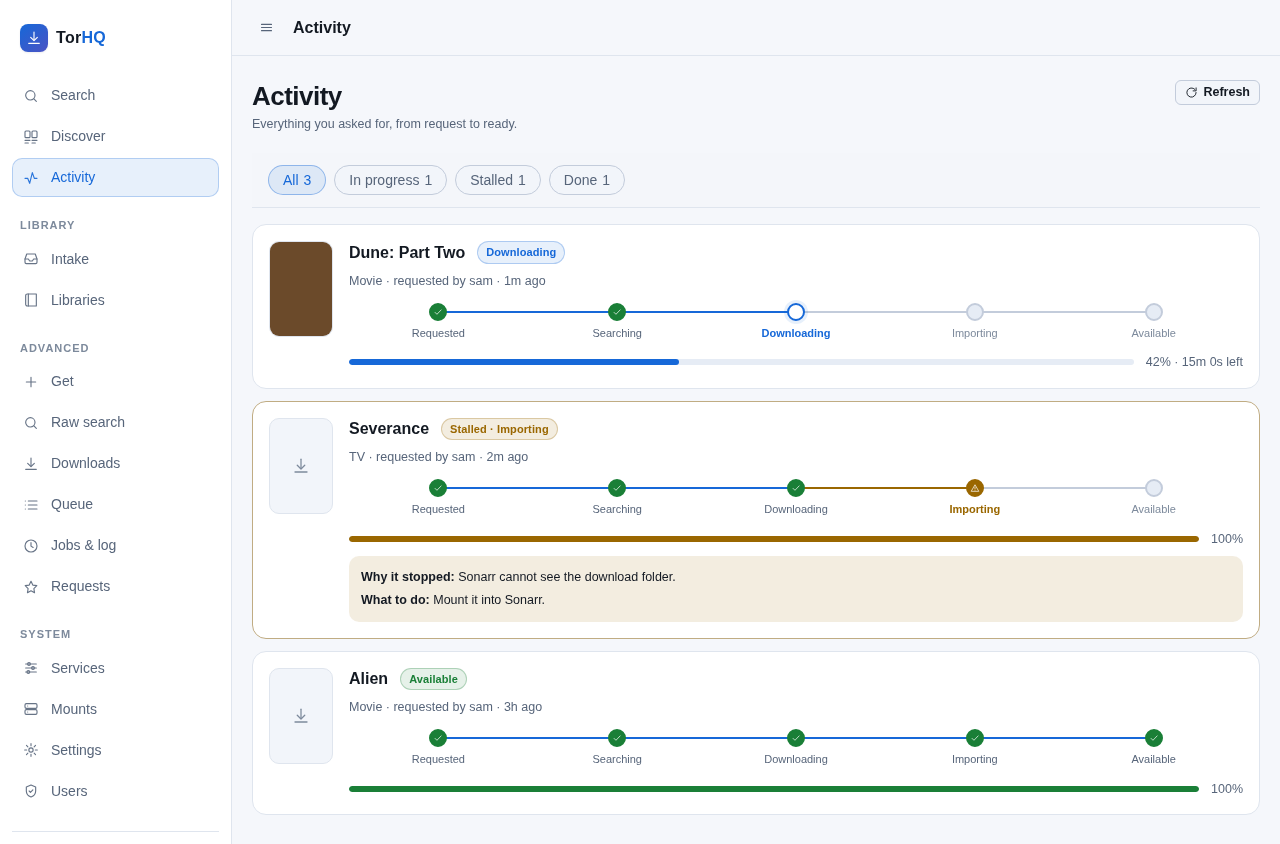 TorHQ
Search
Discover
Activity
LIBRARY
Intake
Libraries
ADVANCED
Get
Raw search
Downloads
Queue
Jobs & log
Requests
SYSTEM
Services
Mounts
Settings
Users
Activity
Activity
Refresh
Everything you asked for, from request to ready.
All 3
In progress 1
Stalled 1
Done 1
Dune: Part Two
Downloading
Movie · requested by sam · 1m ago
Requested
Searching
Downloading
Importing
Available
42% · 15m 0s left
Severance
Stalled · Importing
TV · requested by sam · 2m ago
Requested
Searching
Downloading
Importing
Available
100%
Why it stopped: Sonarr cannot see the download folder.
What to do: Mount it into Sonarr.
Alien
Available
Movie · requested by sam · 3h ago
Requested
Searching
Downloading
Importing
Available
100%